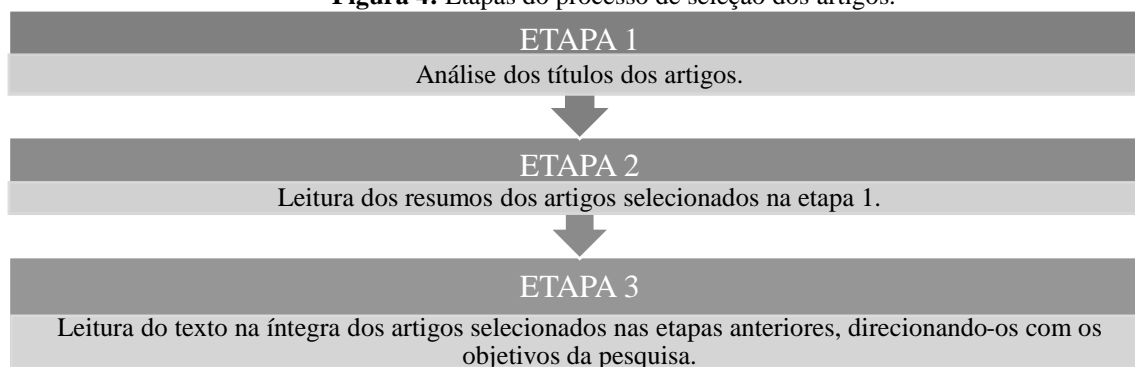 Figura 4: Etapas do processo de seleção dos artigos.
ETAPA 1
Análise dos títulos dos artigos.
ETAPA 2
Leitura dos resumos dos artigos selecionados na etapa 1.
ETAPA 3
Leitura do texto na íntegra dos artigos selecionados nas etapas anteriores, direcionando-os com os
objetivos da pesquisa.